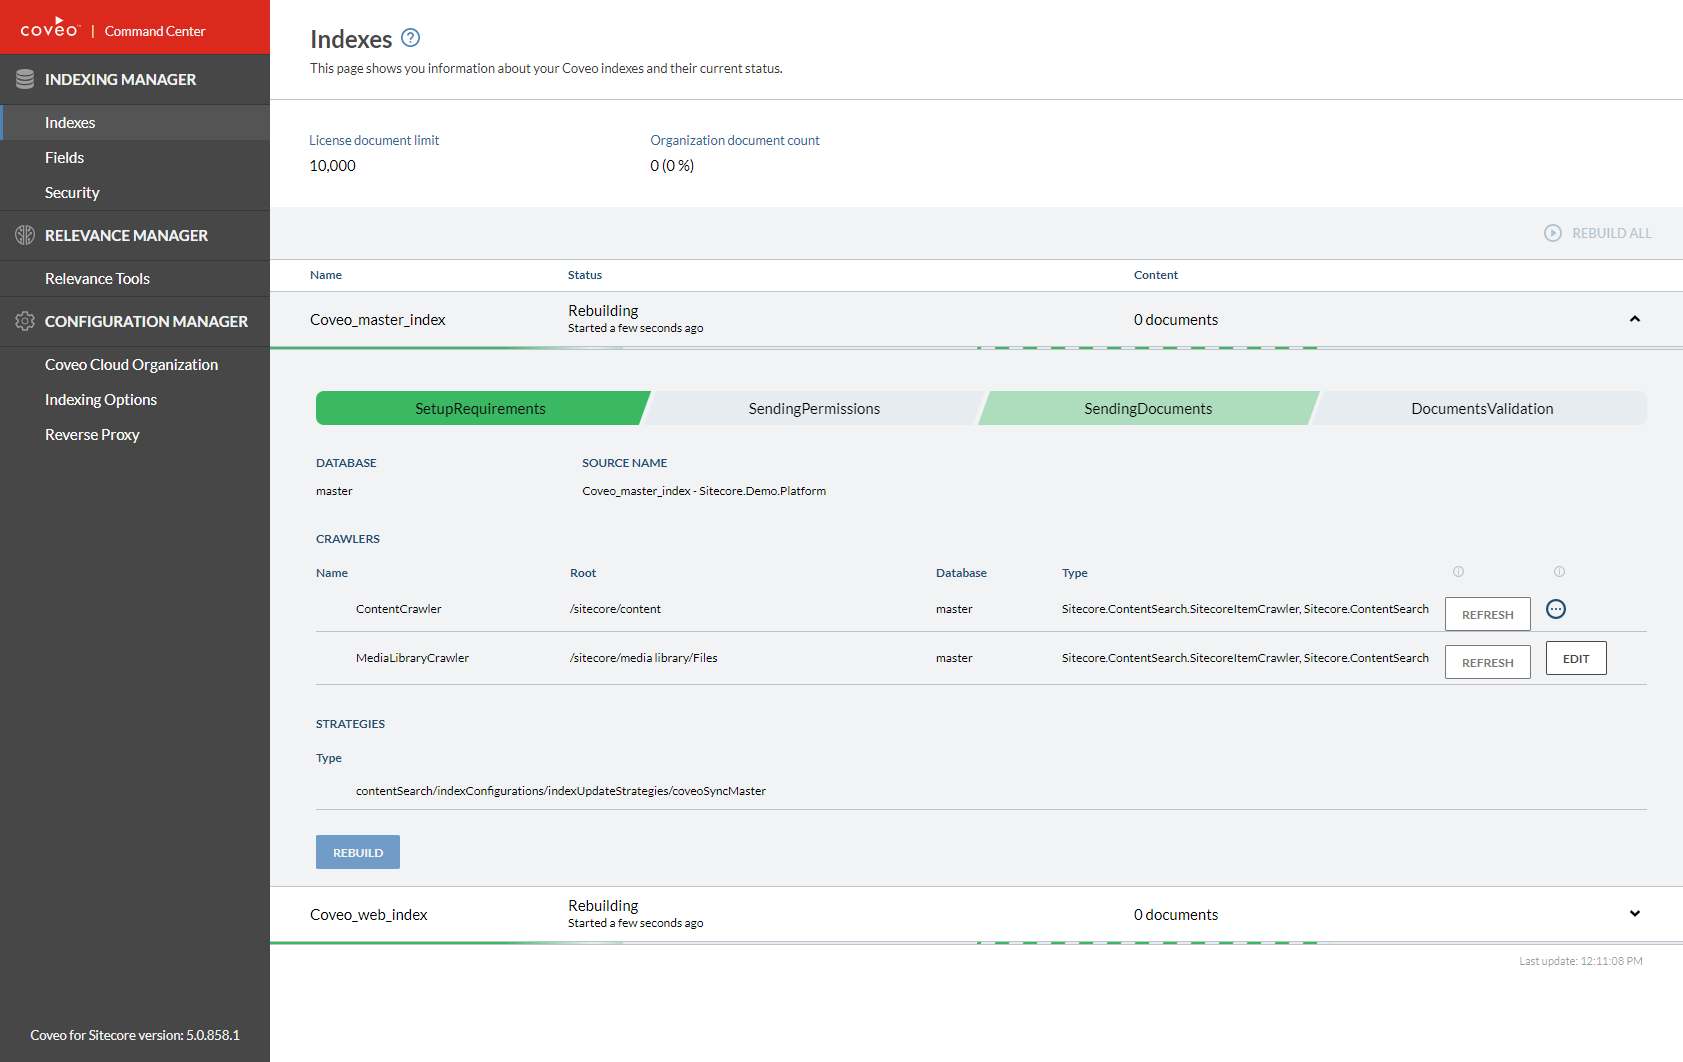 coveo™ | Command Center
INDEXING MANAGER
Indexes
Fields
Security
RELEVANCE MANAGER
Relevance Tools
CONFIGURATION MANAGER
Coveo Cloud Organization
Indexing Options
Reverse Proxy
Coveo for Sitecore version: 5.0.858.1
Indexes ?
This page shows you information about your Coveo indexes and their current status.
License document limit Organization document count
10,000 0 (0 %)
REBUILD ALL
Name Status Content
Coveo_master_index Rebuilding 0 documents
Started a few seconds ago
SetupRequirements SendingPermissions SendingDocuments DocumentsValidation
DATABASE SOURCE NAME
master Coveo_master_index - Sitecore.Demo.Platform
CRAWLERS
Name Root Database Type
ContentCrawler /sitecore/content master Sitecore.ContentSearch.SitecoreItemCrawler, Sitecore.ContentSearch REFRESH
MediaLibraryCrawler /sitecore/media library/Files master Sitecore.ContentSearch.SitecoreItemCrawler, Sitecore.ContentSearch REFRESH EDIT
STRATEGIES
Type
contentSearch/indexConfigurations/indexUpdateStrategies/coveoSyncMaster
REBUILD
Coveo_web_index Rebuilding 0 documents
Started a few seconds ago
Last update: 12:11:08 PM